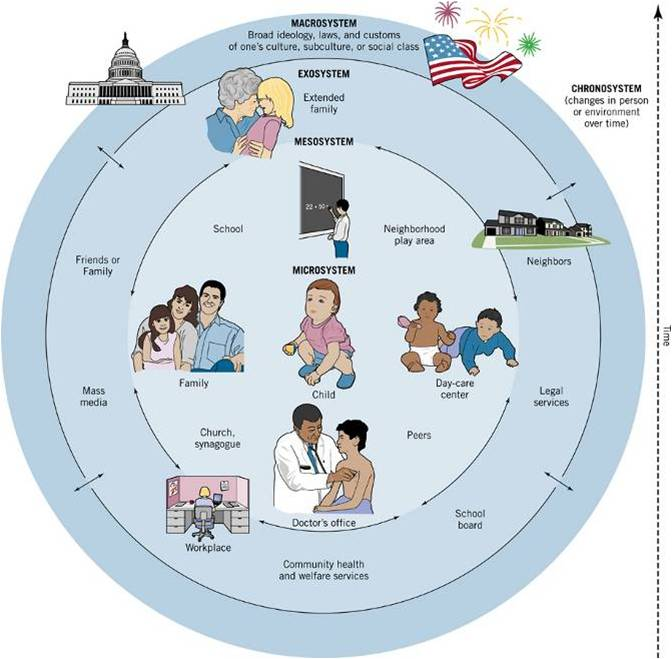 MACROSYSTEM
Broad ideology, laws, and customs
of one's culture, subculture, or social class
EXOSYSTEM
Extended
family
CHRONOSYSTEM
(changes in person
or environment
over time)
MESOSYSTEM
School
Neighborhood
play area
Friends or
Family
Neighbors
MICROSYSTEM
Time
Family
Child
Day-care
center
Mass
media
Legal
services
Church,
synagogue
Peers
Doctor's office
School
board
Workplace
Community health
and welfare services